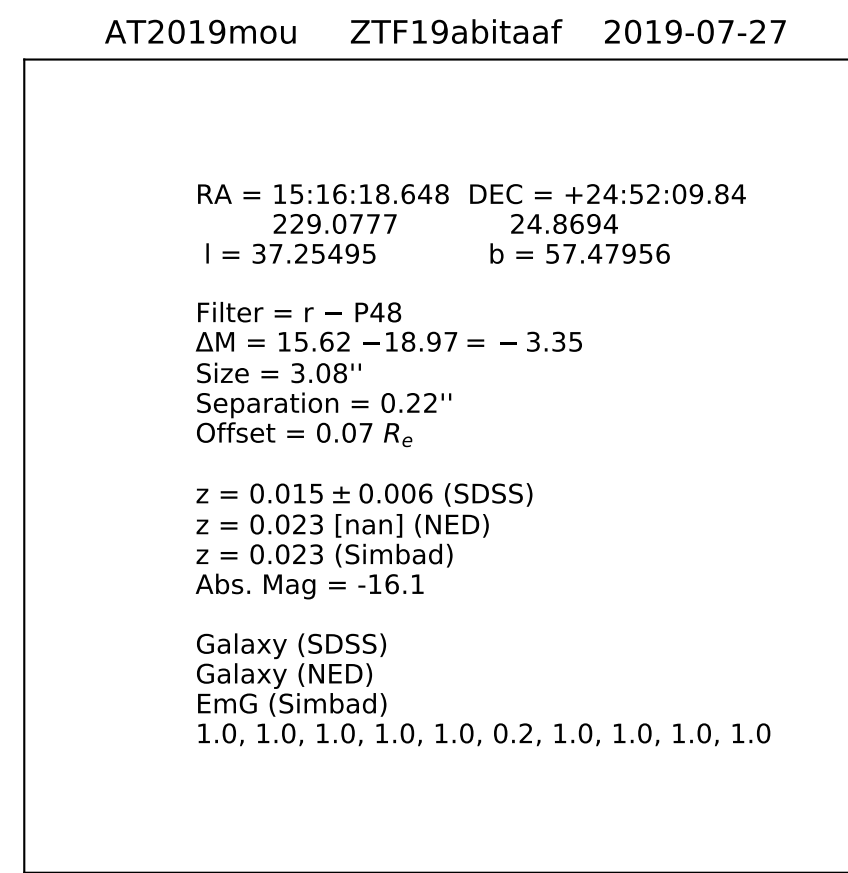 AT2019mou ZTF19abitaaf 2019-07-27
RA = 15:16:18.648 DEC = +24:52:09.84
229.0777 24.8694
l = 37.25495 b = 57.47956
Filter = r − P48
ΔM = 15.62 −18.97 = − 3.35
Size = 3.08''
Separation = 0.22''
Offset = 0.07 Re
z = 0.015 ± 0.006 (SDSS)
z = 0.023 [nan] (NED)
z = 0.023 (Simbad)
Abs. Mag = -16.1
Galaxy (SDSS)
Galaxy (NED)
EmG (Simbad)
1.0, 1.0, 1.0, 1.0, 1.0, 0.2, 1.0, 1.0, 1.0, 1.0